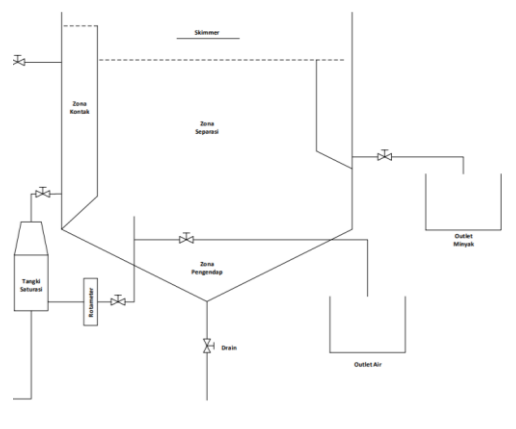 Skimmer
Zona
Kontak
Zona
Separasi
Outlet
Minyak
Zona
Pengendap
Tangki
Saturasi
Rotameter
Drain
Outlet Air